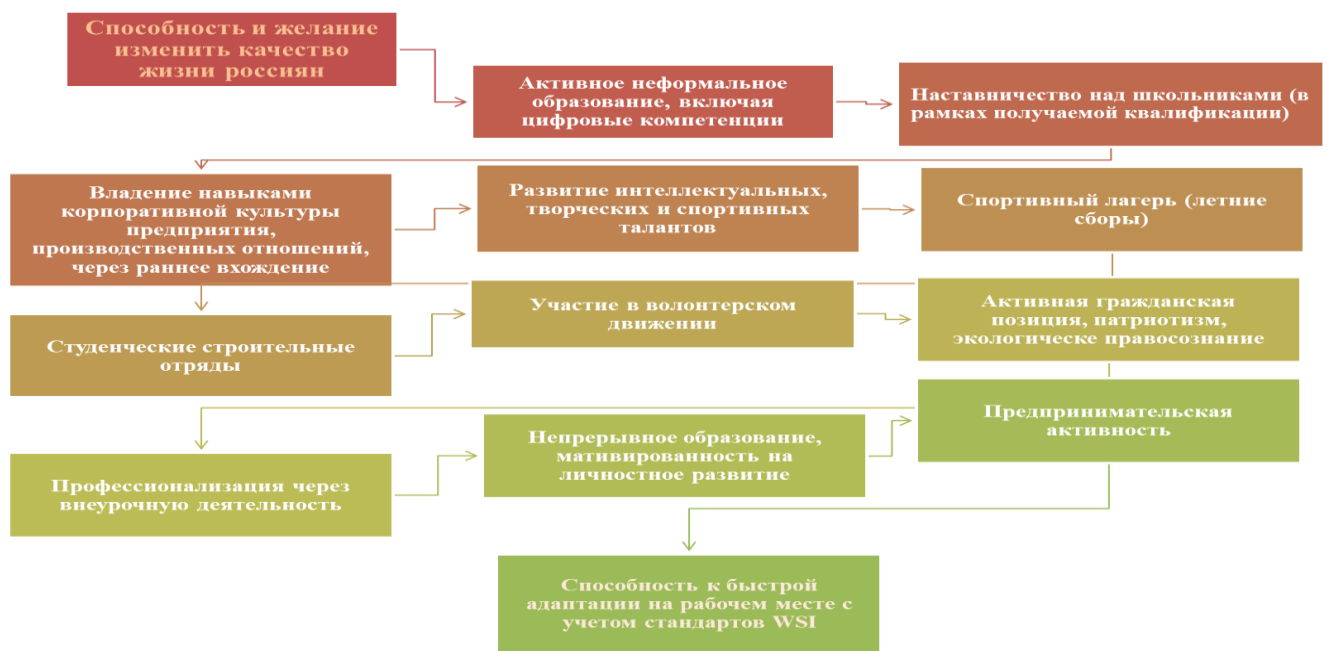 Способность и желание
изменить качество
жизни россиян
Активное неформальное
образование, включая
цифровые компетенции
Наставничество над школьниками (в
рамках получаемой квалификации)
Владение навыками
корпоративной культуры
предприятия,
производственных отношений,
через раннее вхождение
Развитие интеллектуальных,
творческих и спортивных
талантов
Спортивный лагерь (летние
сборы)
Студенческие строительные
отряды
Участие в волонтерском
движении
Активная гражданская
позиция, патриотизм,
экологическе правосознание
Профессионализация через
внеурочную деятельность
Непрерывное образование,
мативированность на
личностное развитие
Предпринимательская
активность
Способность к быстрой
адаптации на рабочем месте с
учетом стандартов WSI